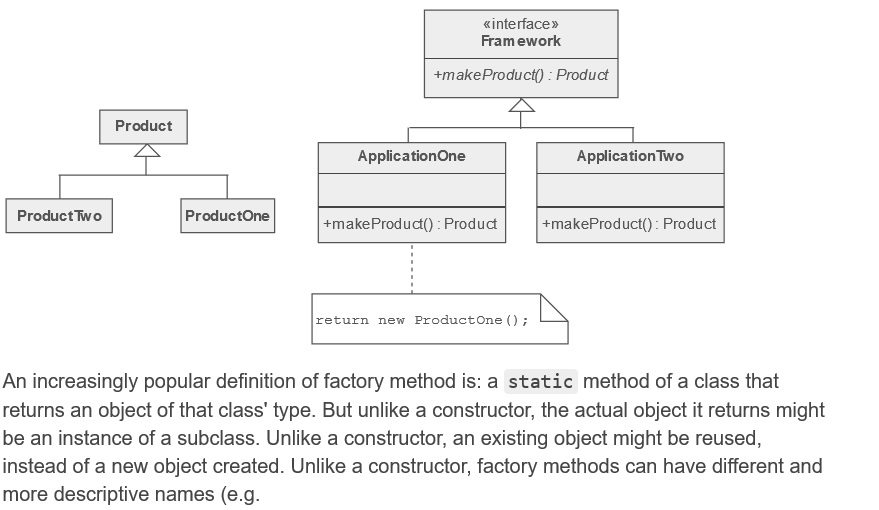 «interface»
Framework
+makeProduct() : Product
Product
ProductTwo
ProductOne
ApplicationOne
+makeProduct() : Product
ApplicationTwo
+makeProduct() : Product
return new ProductOne();
An increasingly popular definition of factory method is: a static method of a class that
returns an object of that class' type. But unlike a constructor, the actual object it returns might
be an instance of a subclass. Unlike a constructor, an existing object might be reused,
instead of a new object created. Unlike a constructor, factory methods can have different and
more descriptive names (e.g.